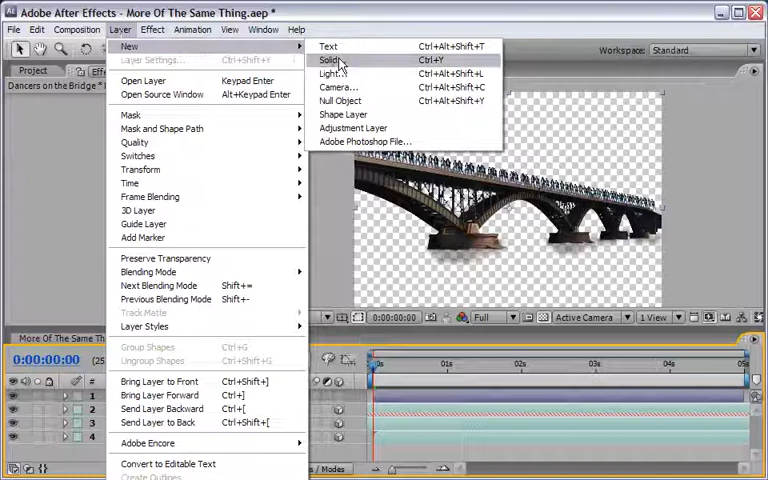 Adobe After Effects - More Of The Same Thing.aep *
File Edit Composition Layer Effect Animation View Window Help
Workspace: Standard
Project
Dancers on the Bridge *
New
Layer Settings... Ctrl+Shift+Y
Open Layer Keypad Enter
Open Source Window Alt+Keypad Enter
Mask
Mask and Shape Path
Quality
Switches
Transform
Time
Frame Blending
3D Layer
Guide Layer
Add Marker
Preserve Transparency
Blending Mode
Next Blending Mode Shift+=
Previous Blending Mode Shift+-
Track Matte
Layer Styles
Group Shapes Ctrl+G
Ungroup Shapes Ctrl+Shift+G
Bring Layer to Front Ctrl+Shift+]
Bring Layer Forward Ctrl+]
Send Layer Backward Ctrl+[
Send Layer to Back Ctrl+Shift+[
Adobe Encore
Convert to Editable Text
Create Outlines
Text Ctrl+Alt+Shift+T
Solid... Ctrl+Y
Light... Ctrl+Alt+Shift+L
Camera... Ctrl+Alt+Shift+C
Null Object Ctrl+Alt+Shift+Y
Shape Layer
Adjustment Layer
Adobe Photoshop File...
0:00:00:00 Full Active Camera 1 View
More Of The Same Th
0:00:00:00 (25
01s 02s 03s 04s 05s
#
1
2
3
4
/ Modes